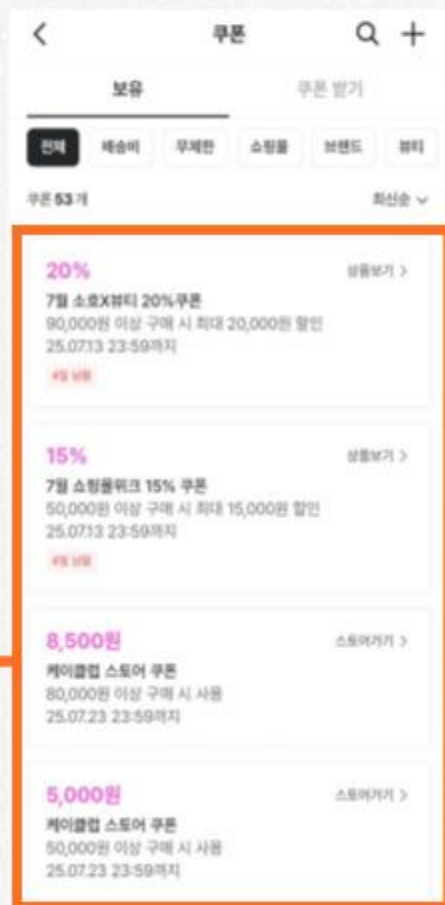 쿠폰
보유
쿠폰 받기
전체 배송비 무제한 쇼핑몰 브랜드 뷰티
쿠폰 53개
최신순
20%
상품보기 >
7월 소호X뷰티 20%쿠폰
90,000원 이상 구매 시 최대 20,000원 할인
25.07.13 23:59까지
4일 남음
15%
상품보기 >
7월 쇼핑몰위크 15% 쿠폰
50,000원 이상 구매 시 최대 15,000원 할인
25.07.13 23:59까지
4일 남음
8,500원
스토어가기 >
케이클럽 스토어 쿠폰
80,000원 이상 구매 시 사용
25.07.23 23:59까지
5,000원
스토어가기 >
케이클럽 스토어 쿠폰
50,000원 이상 구매 시 사용
25.07.23 23:59까지